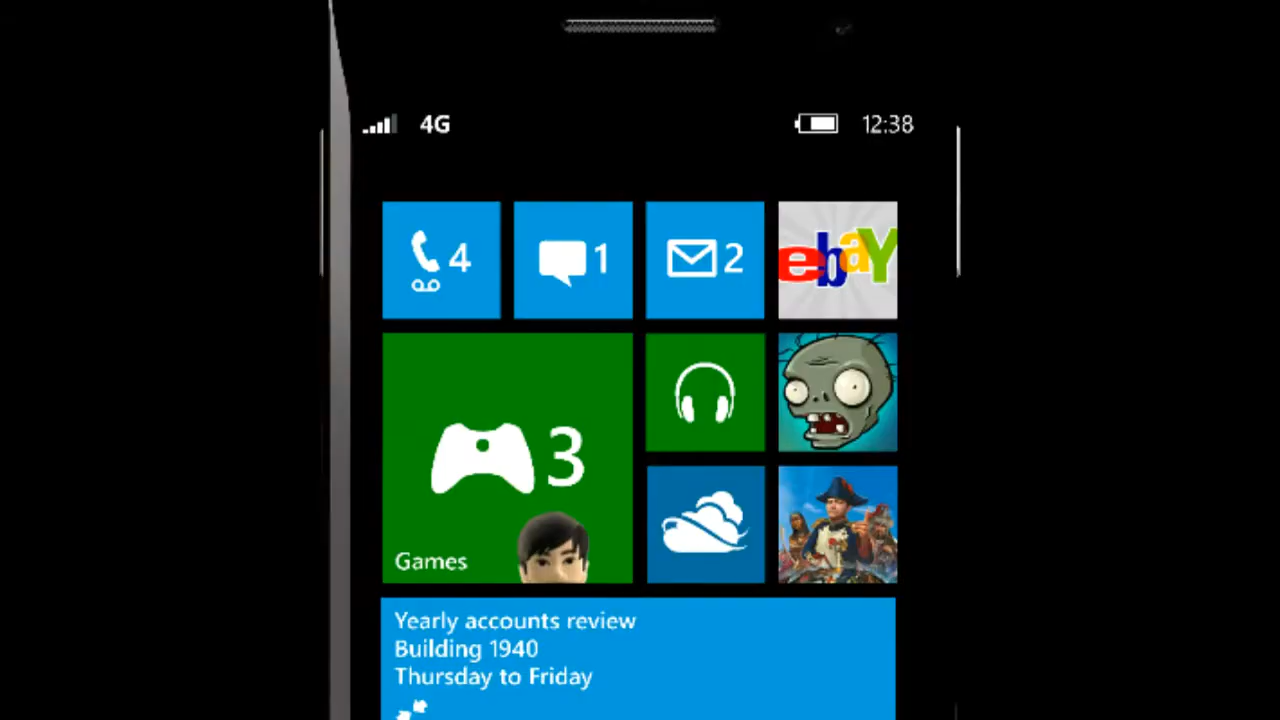 4G 12:38
4 1 2 ebaY
3
Games
Yearly accounts review
Building 1940
Thursday to Friday